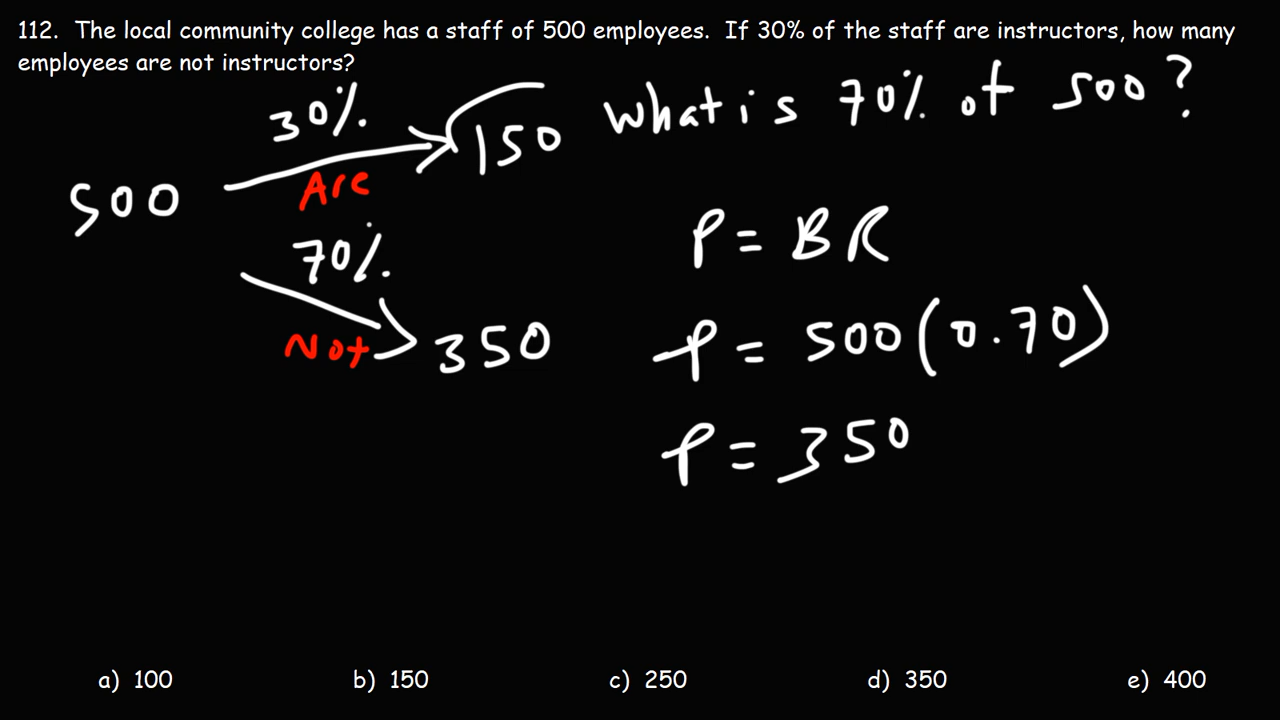 112. The local community college has a staff of 500 employees. If 30% of the staff are instructors, how many
employees are not instructors?
30%
What is 70% of 500?
150
Are
500
70%
P = BR
Not
350
P = 500(0.70)
P = 350
a) 100 b) 150 c) 250 d) 350 e) 400